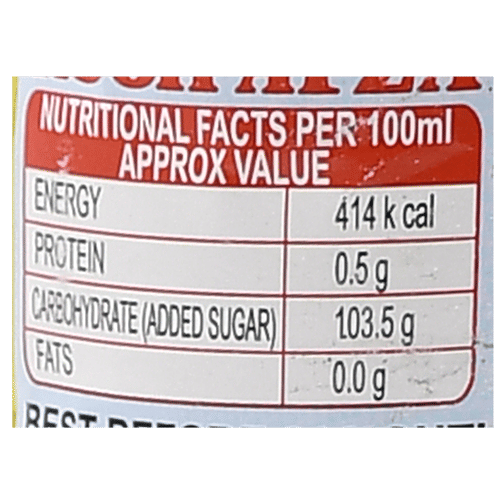 NUTRITIONAL FACTS PER 100ml
APPROX VALUE
ENERGY 414 k cal
PROTEIN 0.5 g
CARBOHYDRATE (ADDED SUGAR) 103.5 g
FATS 0.0 g
BEST